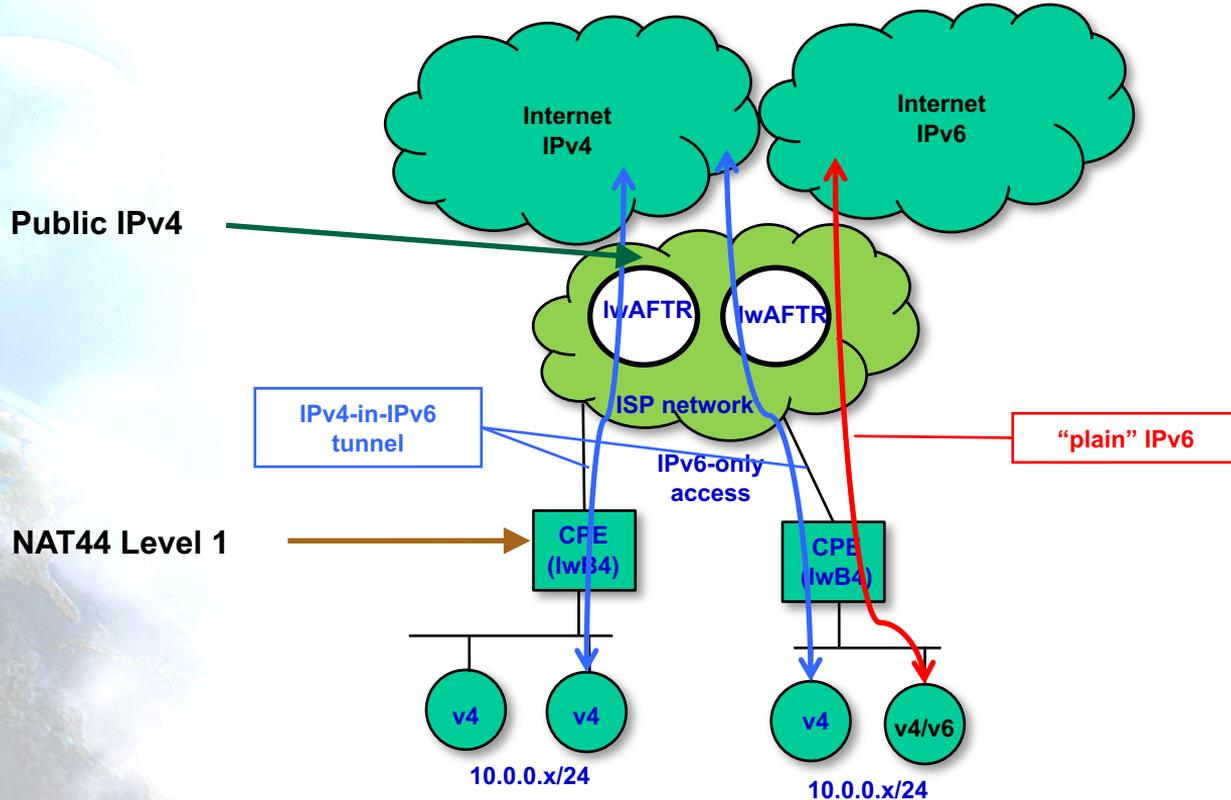 Internet
IPv4
Internet
IPv6
Public IPv4
lwAFTR
lwAFTR
ISP network
IPv4-in-IPv6
tunnel
“plain” IPv6
IPv6-only
access
NAT44 Level 1
CPE
(lwB4)
CPE
(lwB4)
v4
v4
v4
v4/v6
10.0.0.x/24
10.0.0.x/24